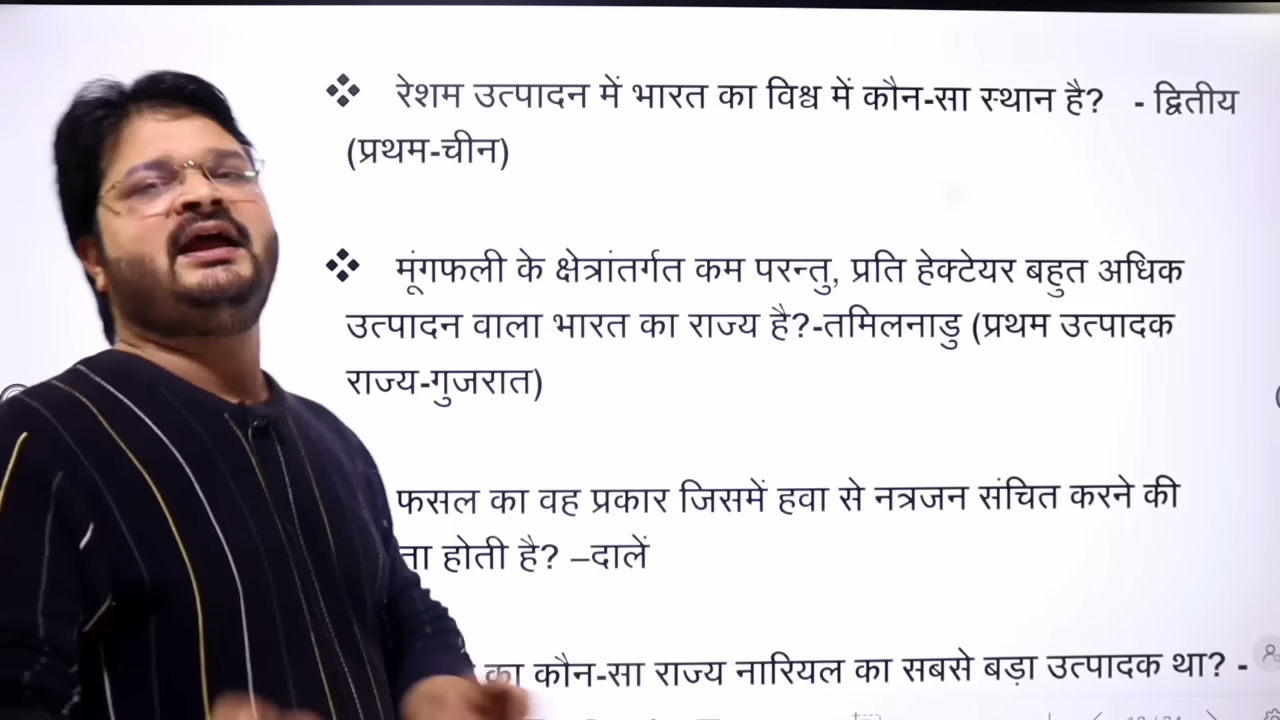 रेशम उत्पादन में भारत का विश्व में कौन-सा स्थान है? - द्वितीय
(प्रथम-चीन)
मूंगफली के क्षेत्रांतर्गत कम परन्तु, प्रति हेक्टेयर बहुत अधिक
उत्पादन वाला भारत का राज्य है?-तमिलनाडु (प्रथम उत्पादक
राज्य-गुजरात)
फसल का वह प्रकार जिसमें हवा से नत्रजन संचित करने की
होती है? –दालें
का कौन-सा राज्य नारियल का सबसे बड़ा उत्पादक था? -